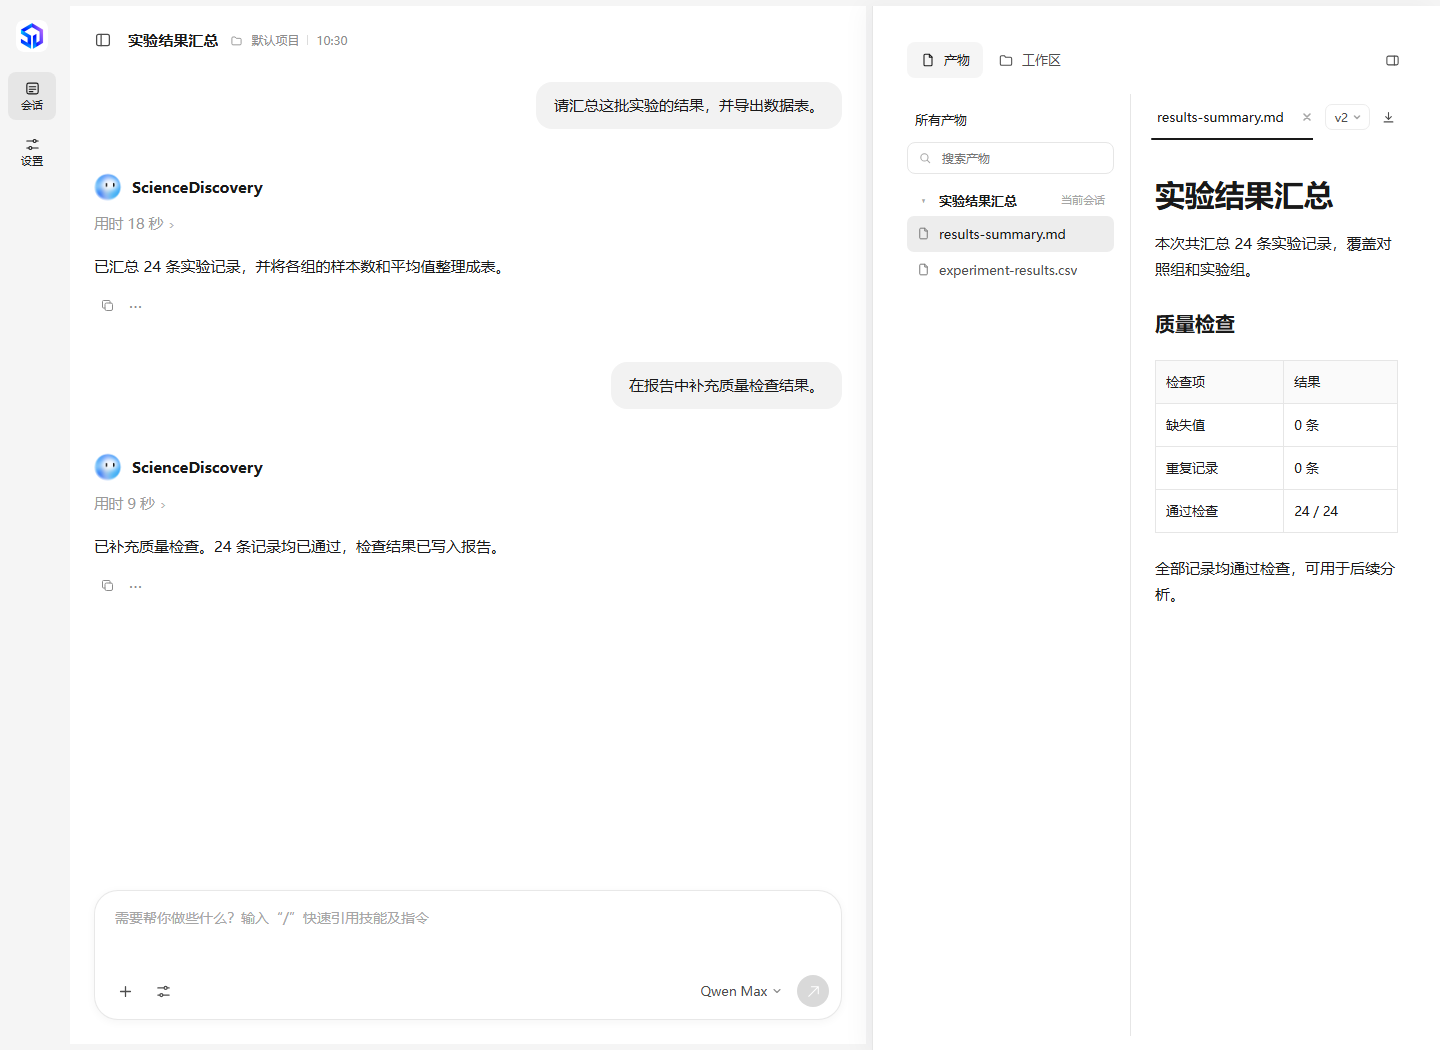 会话
设置
实验结果汇总 默认项目 10:30
请汇总这批实验的结果，并导出数据表。
ScienceDiscovery
用时 18 秒
已汇总 24 条实验记录，并将各组的样本数和平均值整理成表。
在报告中补充质量检查结果。
ScienceDiscovery
用时 9 秒
已补充质量检查。24 条记录均已通过，检查结果已写入报告。
需要帮你做些什么？输入“/”快速引用技能及指令
Qwen Max
产物 工作区
所有产物
搜索产物
实验结果汇总 当前会话
results-summary.md
experiment-results.csv
results-summary.md v2
实验结果汇总
本次共汇总 24 条实验记录，覆盖对
照组和实验组。
质量检查
检查项 结果
缺失值 0 条
重复记录 0 条
通过检查 24 / 24
全部记录均通过检查，可用于后续分
析。